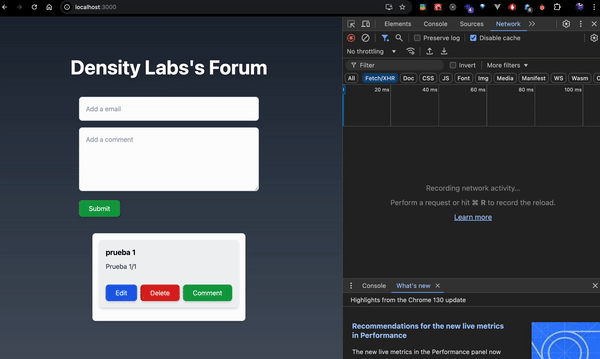 localhost:3000
Density Labs's Forum
Add a email
Add a comment
Submit
prueba 1
Prueba 1/1
Edit
Delete
Comment
Elements
Console
Sources
Network
Preserve log
Disable cache
No throttling
Filter
Invert
More filters
All
Fetch/XHR
Doc
CSS
JS
Font
Img
Media
Manifest
WS
Wasm
20 ms
40 ms
60 ms
80 ms
100 ms
Recording network activity...
Perform a request or hit ⌘ R to record the reload.
Learn more
Console
What's new
Highlights from the Chrome 130 update
Recommendations for the new live metrics
in Performance
The new live metrics in the Performance panel now